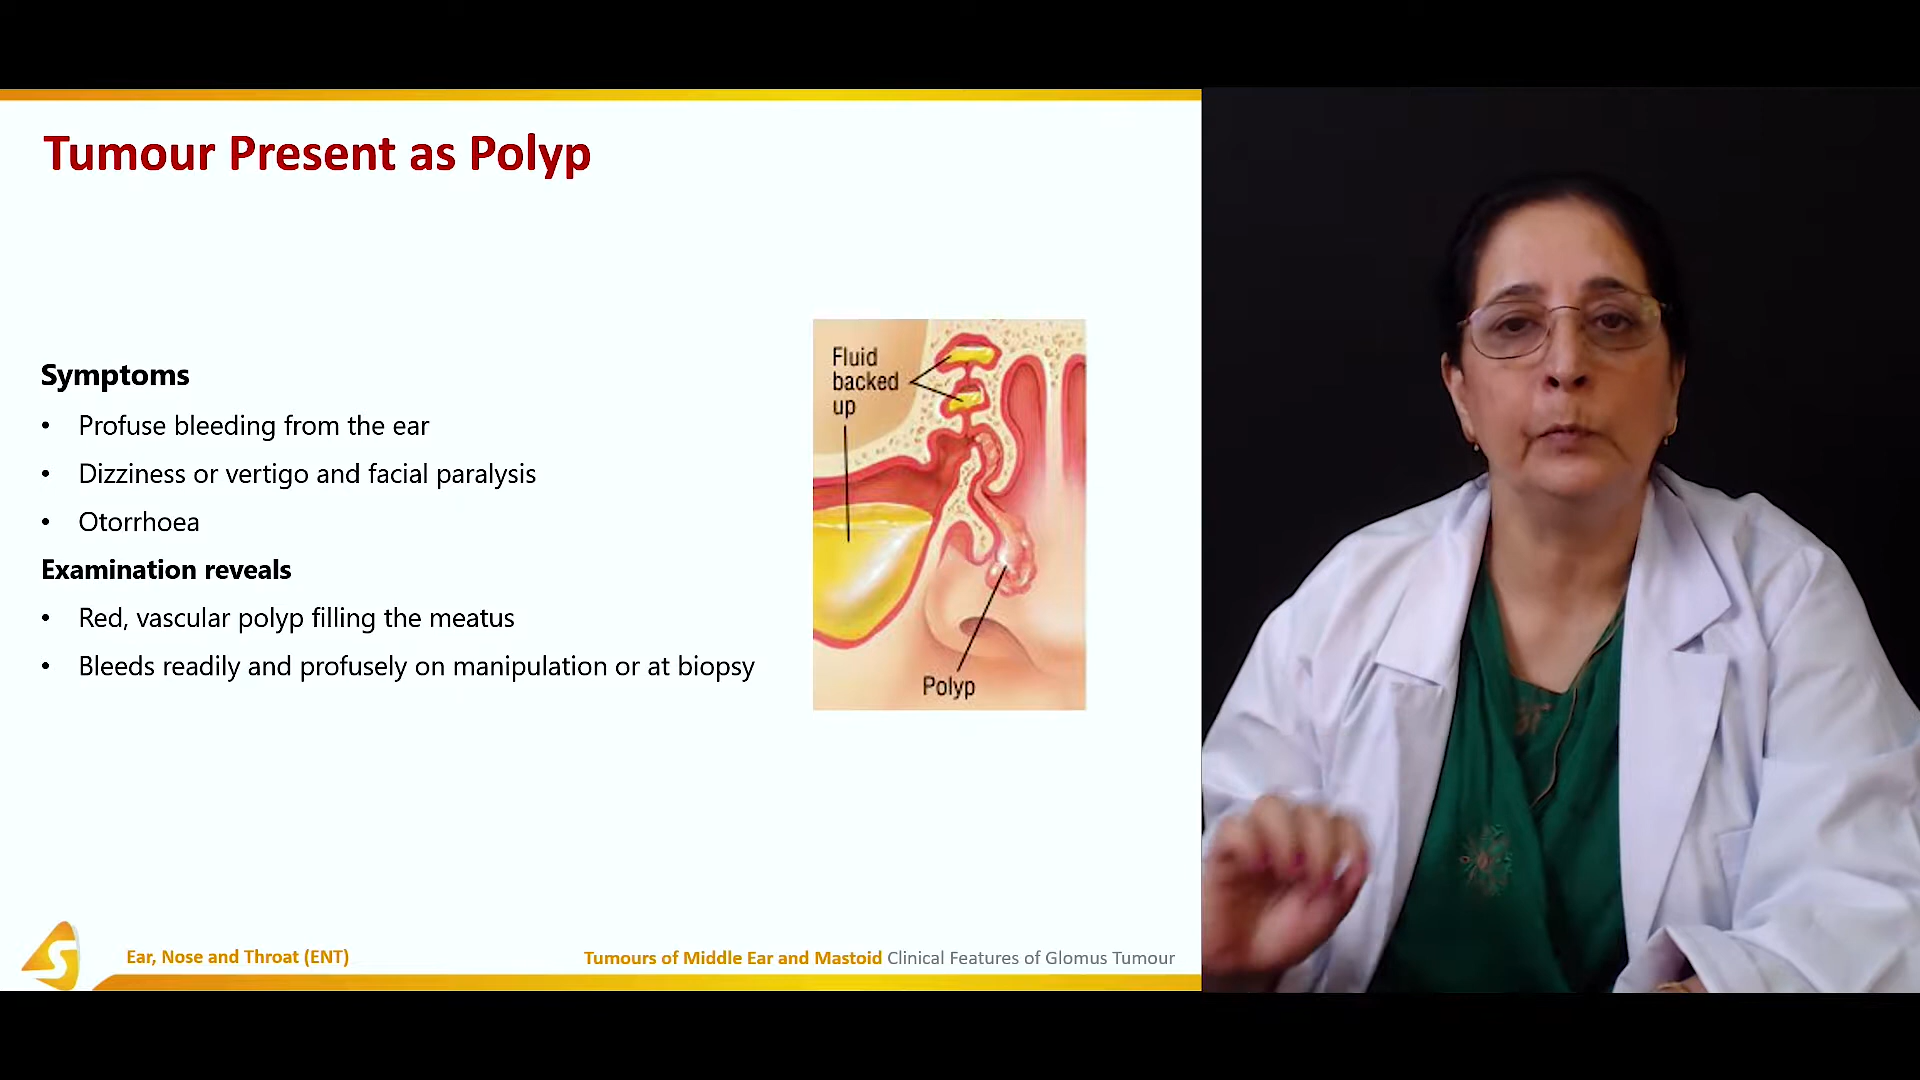 Tumour Present as Polyp
Symptoms
• Profuse bleeding from the ear
• Dizziness or vertigo and facial paralysis
• Otorrhoea
Examination reveals
• Red, vascular polyp filling the meatus
• Bleeds readily and profusely on manipulation or at biopsy
Fluid
backed
up
Polyp
S
Ear, Nose and Throat (ENT)
Tumours of Middle Ear and Mastoid Clinical Features of Glomus Tumour